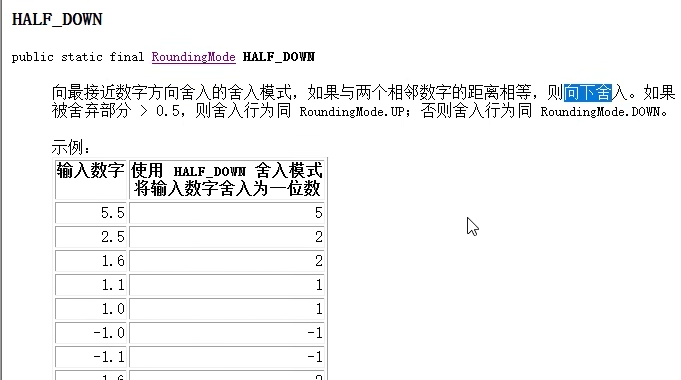 HALF_DOWN
public static final RoundingMode HALF_DOWN
向最接近数字方向舍入的舍入模式，如果与两个相邻数字的距离相等，则向下舍入。如果
被舍弃部分 > 0.5，则舍入行为同 RoundingMode.UP；否则舍入行为同 RoundingMode.DOWN。
示例：
输入数字 使用 HALF_DOWN 舍入模式
将输入数字舍入为一位数
5.5 5
2.5 2
1.6 2
1.1 1
1.0 1
-1.0 -1
-1.1 -1